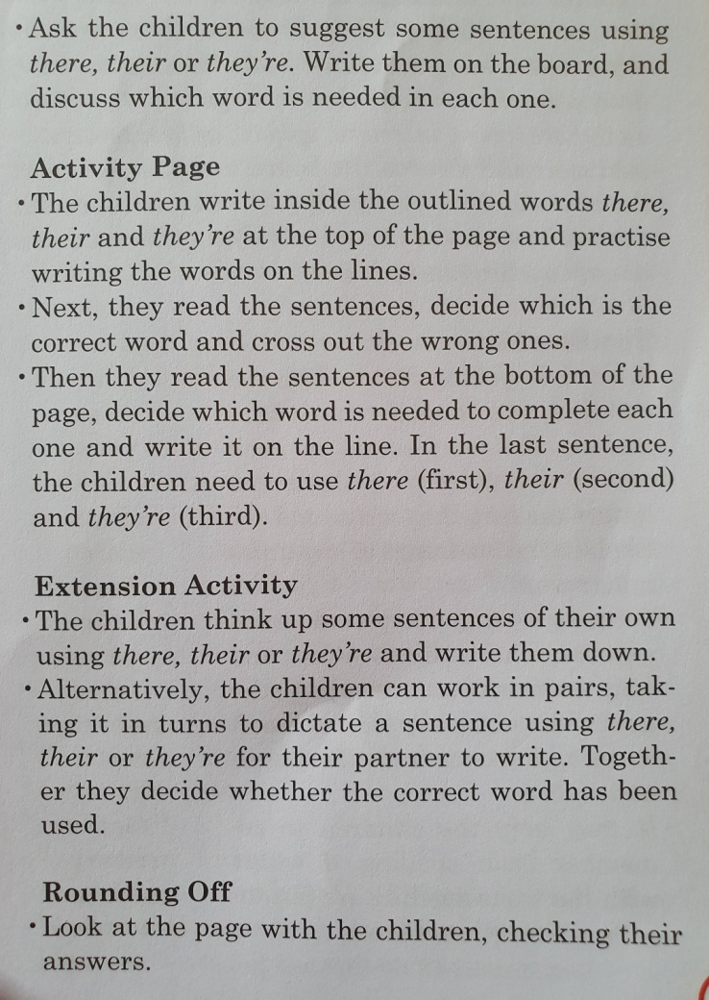 • Ask the children to suggest some sentences using
there, their or they're. Write them on the board, and
discuss which word is needed in each one.
Activity Page
• The children write inside the outlined words there,
their and they're at the top of the page and practise
writing the words on the lines.
• Next, they read the sentences, decide which is the
correct word and cross out the wrong ones.
• Then they read the sentences at the bottom of the
page, decide which word is needed to complete each
one and write it on the line. In the last sentence,
the children need to use there (first), their (second)
and they're (third).
Extension Activity
• The children think up some sentences of their own
using there, their or they're and write them down.
• Alternatively, the children can work in pairs, tak-
ing it in turns to dictate a sentence using there,
their or they're for their partner to write. Togeth-
er they decide whether the correct word has been
used.
Rounding Off
• Look at the page with the children, checking their
answers.